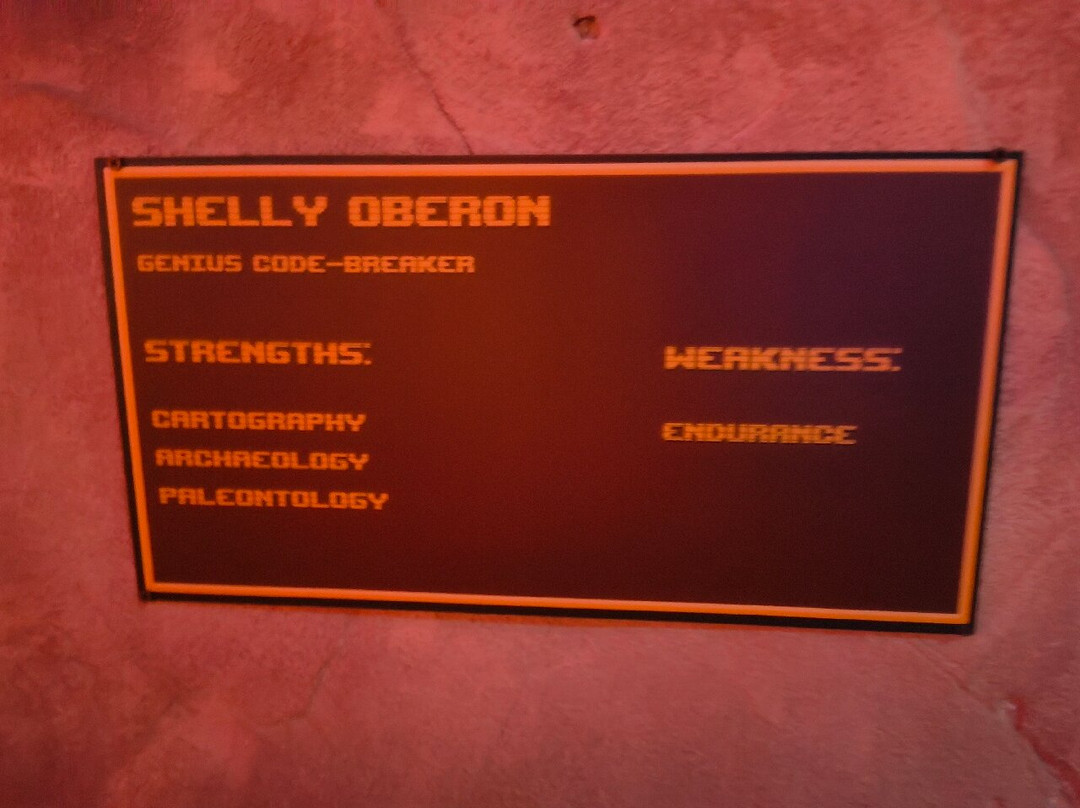 SHELLY OBERON
GENIUS CODE-BREAKER
STRENGTHS:
CARTOGRAPHY
ARCHAEOLOGY
PALEONTOLOGY
WEAKNESS:
ENDURANCE